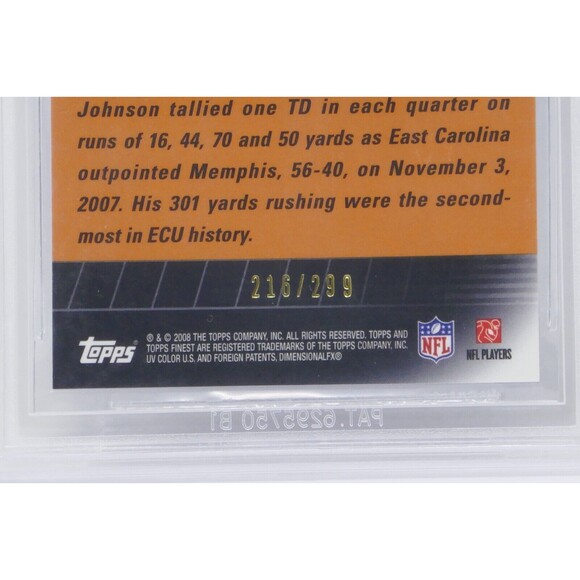 Johnson tallied one TD in each quarter on
runs of 16, 44, 70 and 50 yards as East Carolina
outpointed Memphis, 56-40, on November 3,
2007. His 301 yards rushing were the second-
most in ECU history.
216/299
topps
® & © 2008 THE TOPPS COMPANY, INC. ALL RIGHTS RESERVED. TOPPS AND
TOPPS FINEST ARE REGISTERED TRADEMARKS OF THE TOPPS COMPANY, INC.
UV COLOR U.S. AND FOREIGN PATENTS, DIMENSIONALFX®
NFL
NFL PLAYERS
PAT.6295750 B1